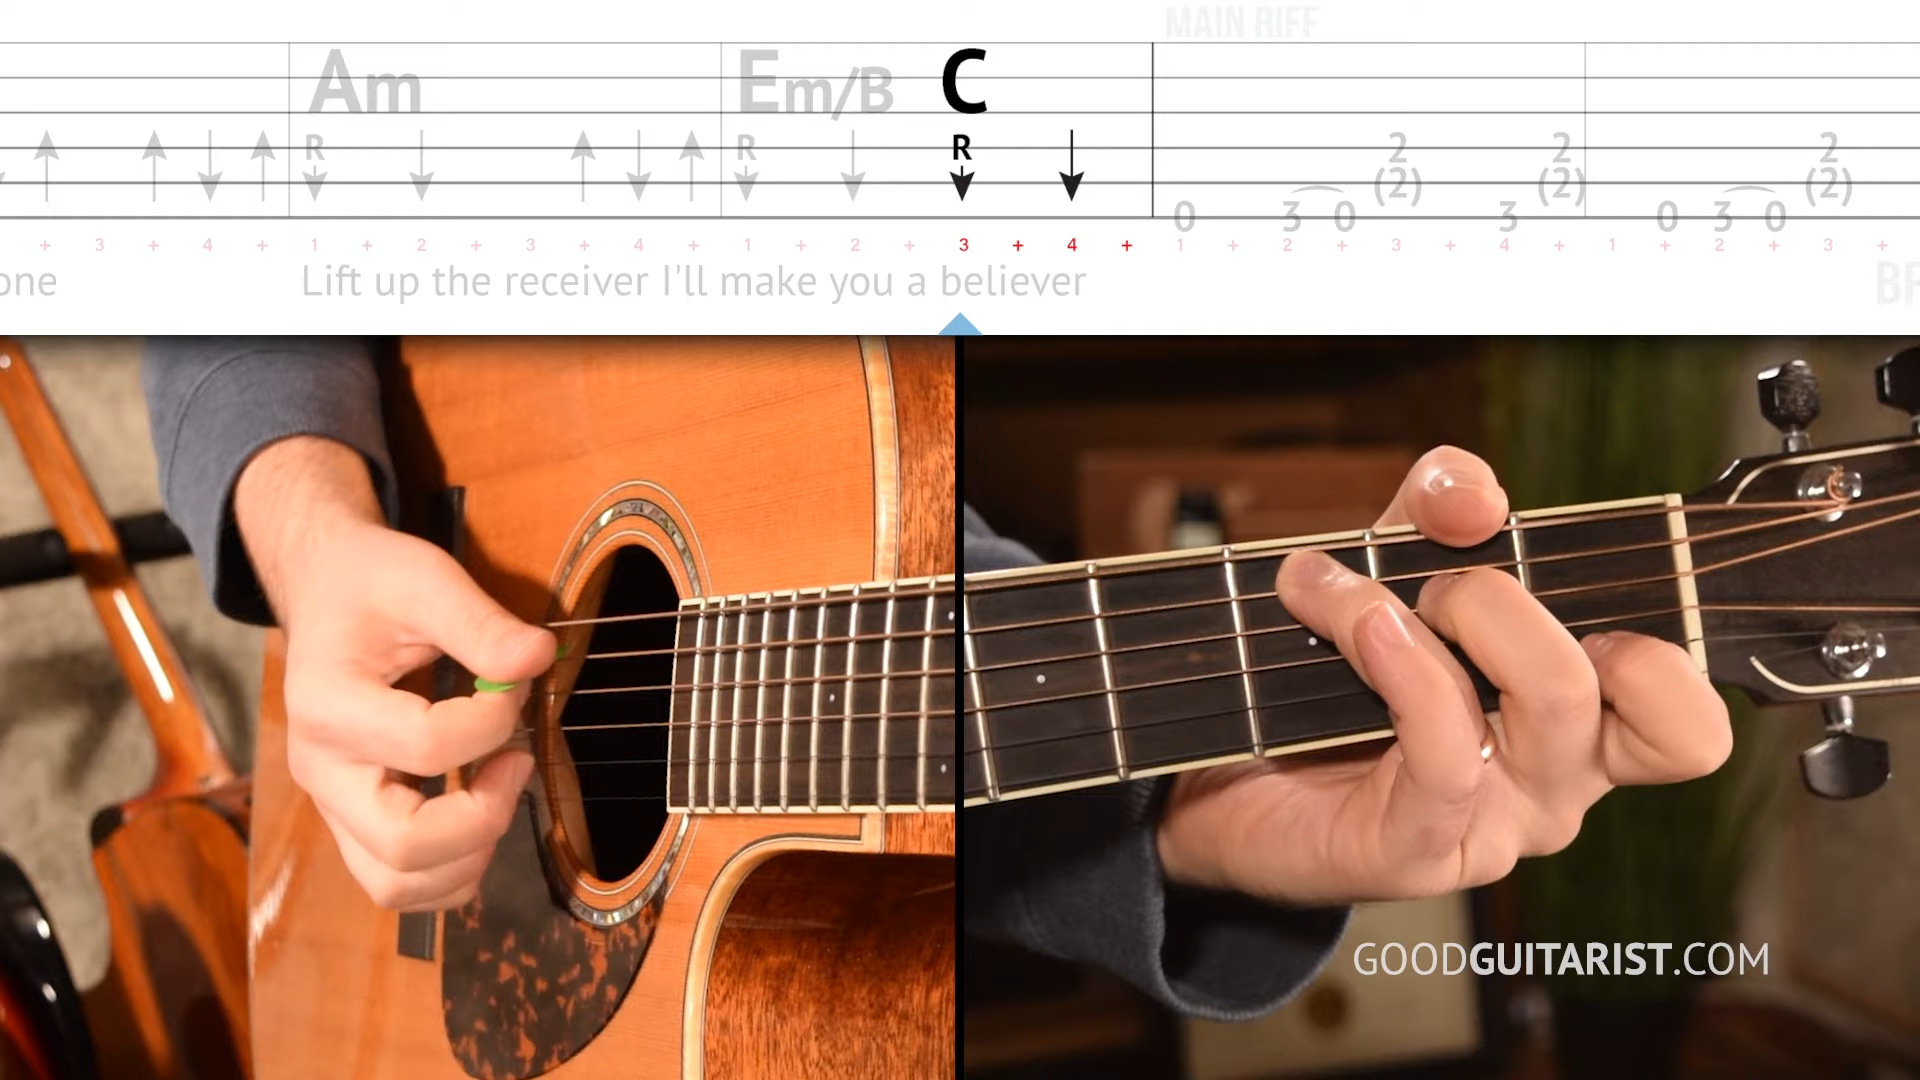 MAIN RIFF
Am Em/B C
R R R
2 2 2
(2) (2) (2)
0 3 0 3 0 3 0
+ 3 + 4 + 1 + 2 + 3 + 4 + 1 + 2 + 3 + 4 + 1 + 2 + 3 + 4 + 1 + 2 + 3 +
one Lift up the receiver I'll make you a believer
GOODGUITARIST.COM